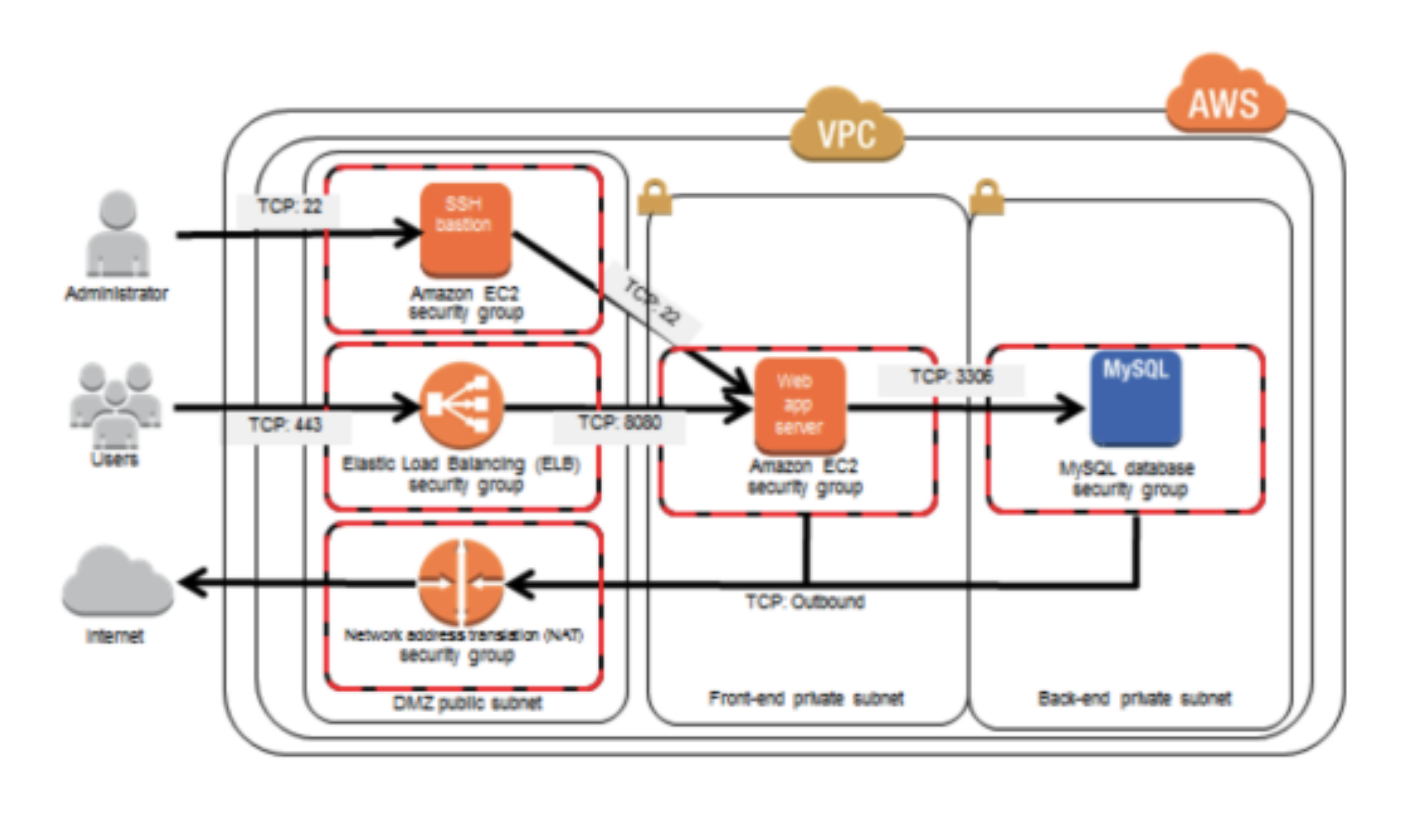 AWS
VPC
SSH
bastion
TCP: 22
Administrator
Amazon EC2
security group
TCP: 22
Web
app
server
MySQL
TCP: 3306
TCP: 443
TCP: 8080
Users
Elastic Load Balancing (ELB)
security group
Amazon EC2
security group
MySQL database
security group
TCP: Outbound
Internet
Network address translation (NAT)
security group
DMZ public subnet
Front-end private subnet
Back-end private subnet